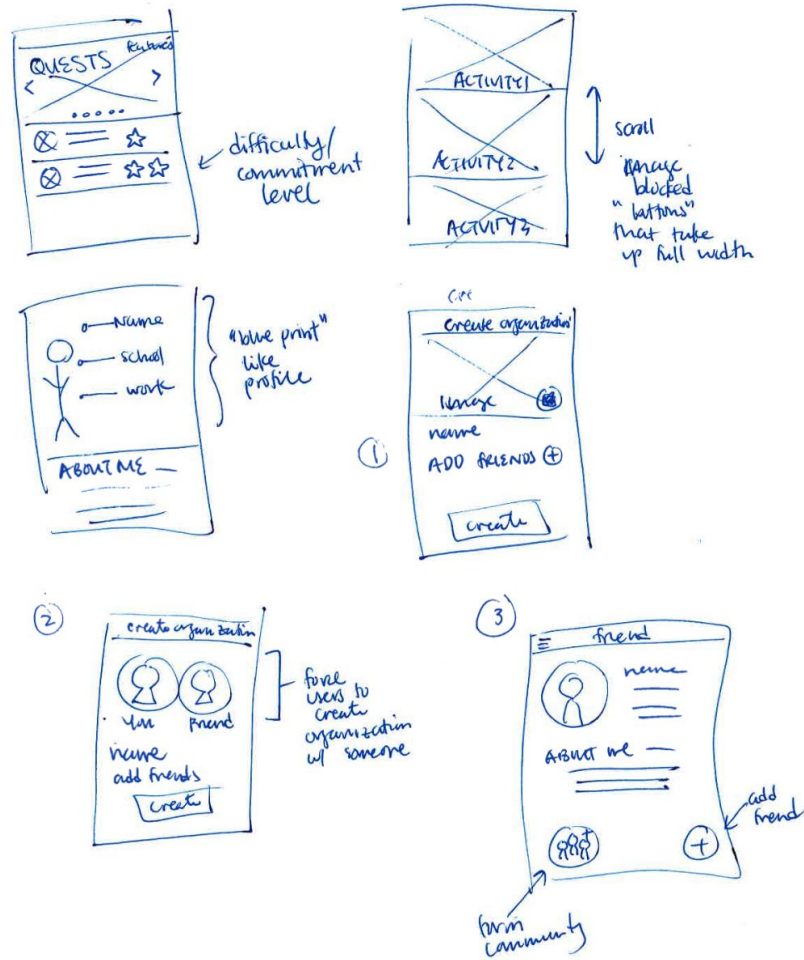 Features
QUESTS
< >
difficulty/
commitment
level
ACTIVITY1
ACTIVITY2
ACTIVITY3
scroll
image
blocked
"buttons"
that take
up full width
Name
school
work
"blue print"
like
profile
ABOUT ME
①
create organization
image
name
ADD FRIENDS +
create
②
create organization
You Friend
name
add friends
create
force
users to
create
organization
w/ someone
③
friend
name
ABOUT me
add
friend
form
community